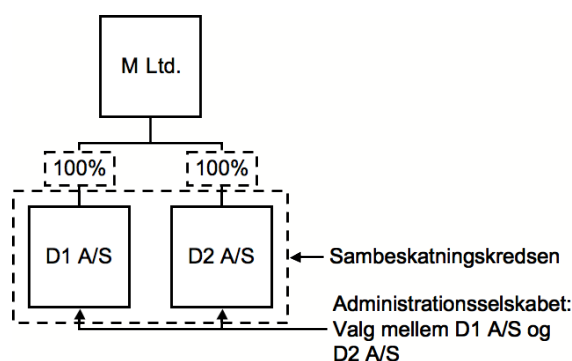 M Ltd.
100% 100%
D1 A/S D2 A/S
Sambeskatningskredsen
Administrationsselskabet:
Valg mellem D1 A/S og
D2 A/S